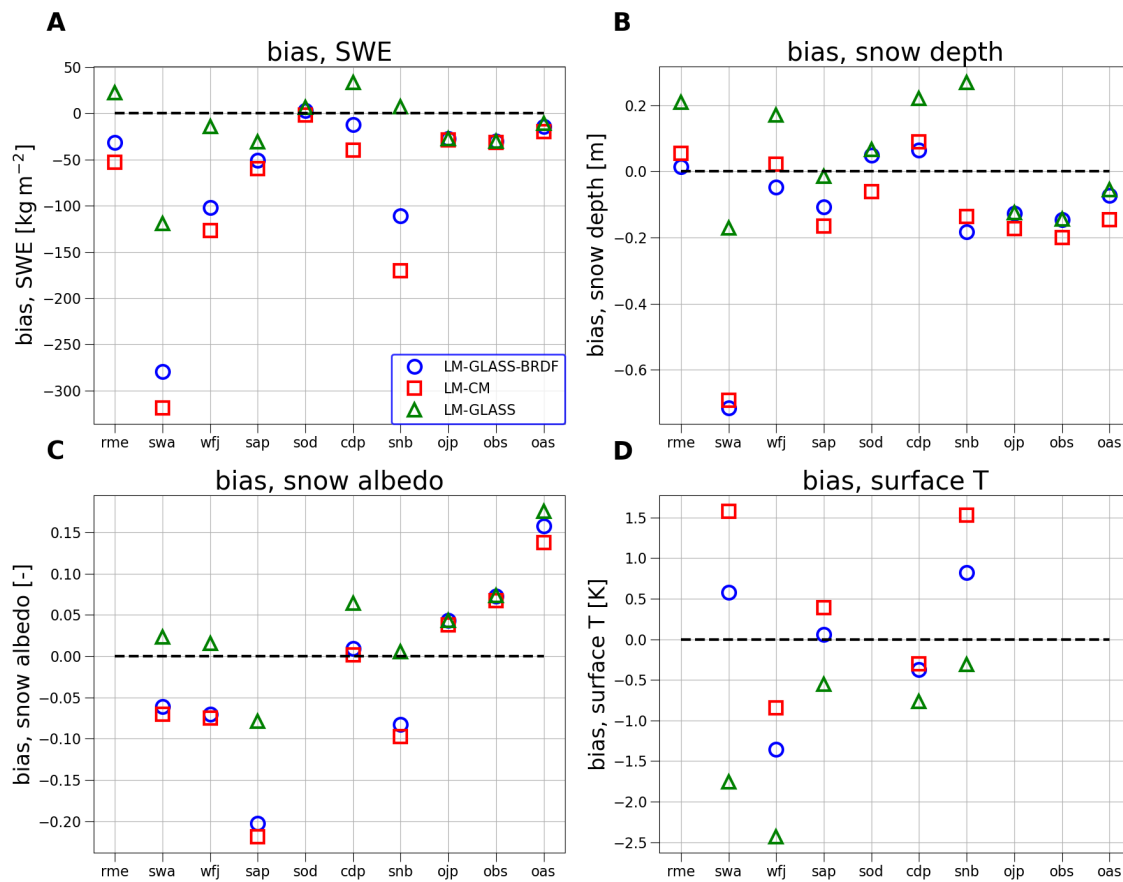 A
bias, SWE
50
0
−50
−100
−150
−200
−250
−300
bias, SWE [kg m⁻²]
LM-GLASS-BRDF
LM-CM
LM-GLASS
rme swa wfj sap sod cdp snb ojp obs oas
B
bias, snow depth
0.2
0.0
−0.2
−0.4
−0.6
bias, snow depth [m]
rme swa wfj sap sod cdp snb ojp obs oas
C
bias, snow albedo
0.15
0.10
0.05
0.00
−0.05
−0.10
−0.15
−0.20
bias, snow albedo [-]
rme swa wfj sap sod cdp snb ojp obs oas
D
bias, surface T
1.5
1.0
0.5
0.0
−0.5
−1.0
−1.5
−2.0
−2.5
bias, surface T [K]
rme swa wfj sap sod cdp snb ojp obs oas